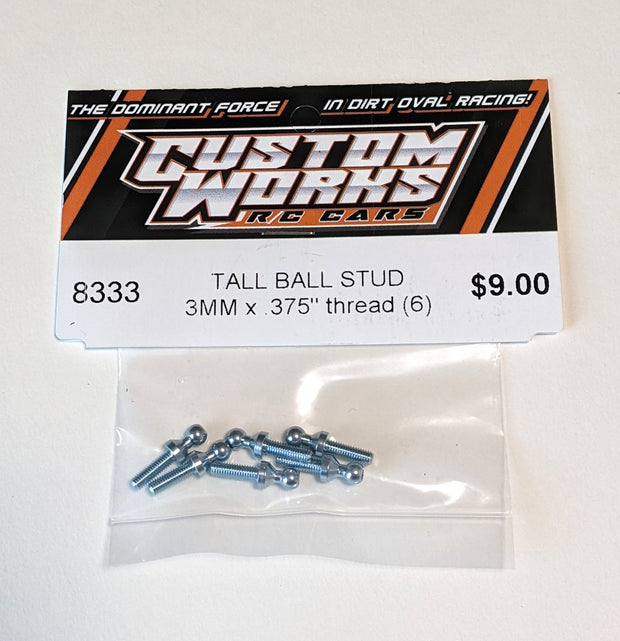 THE DOMINANT FORCE IN DIRT OVAL RACING!
CUSTOM
WORKS
R/C CARS
8333 TALL BALL STUD $9.00
3MM x .375" thread (6)